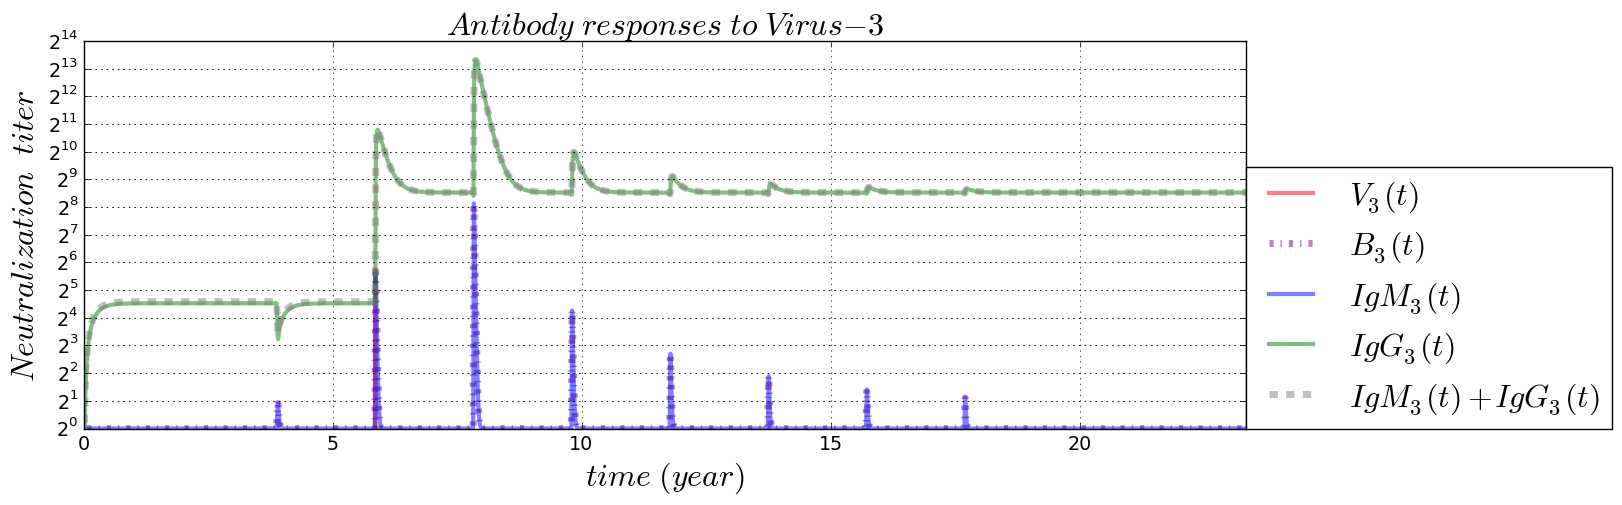 Antibody responses to Virus−3
2^14
2^13
2^12
2^11
2^10
2^9
2^8
2^7
2^6
2^5
2^4
2^3
2^2
2^1
2^0
Neutralization titer
0 5 10 15 20
time (year)
V_3(t)
B_3(t)
IgM_3(t)
IgG_3(t)
IgM_3(t)+IgG_3(t)